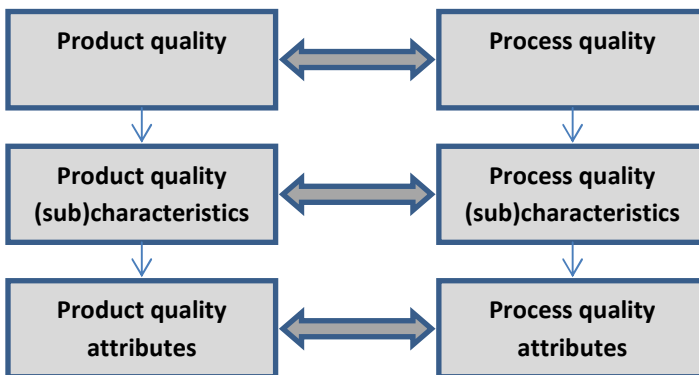 Product quality
Process quality
Product quality
(sub)characteristics
Process quality
(sub)characteristics
Product quality
attributes
Process quality
attributes